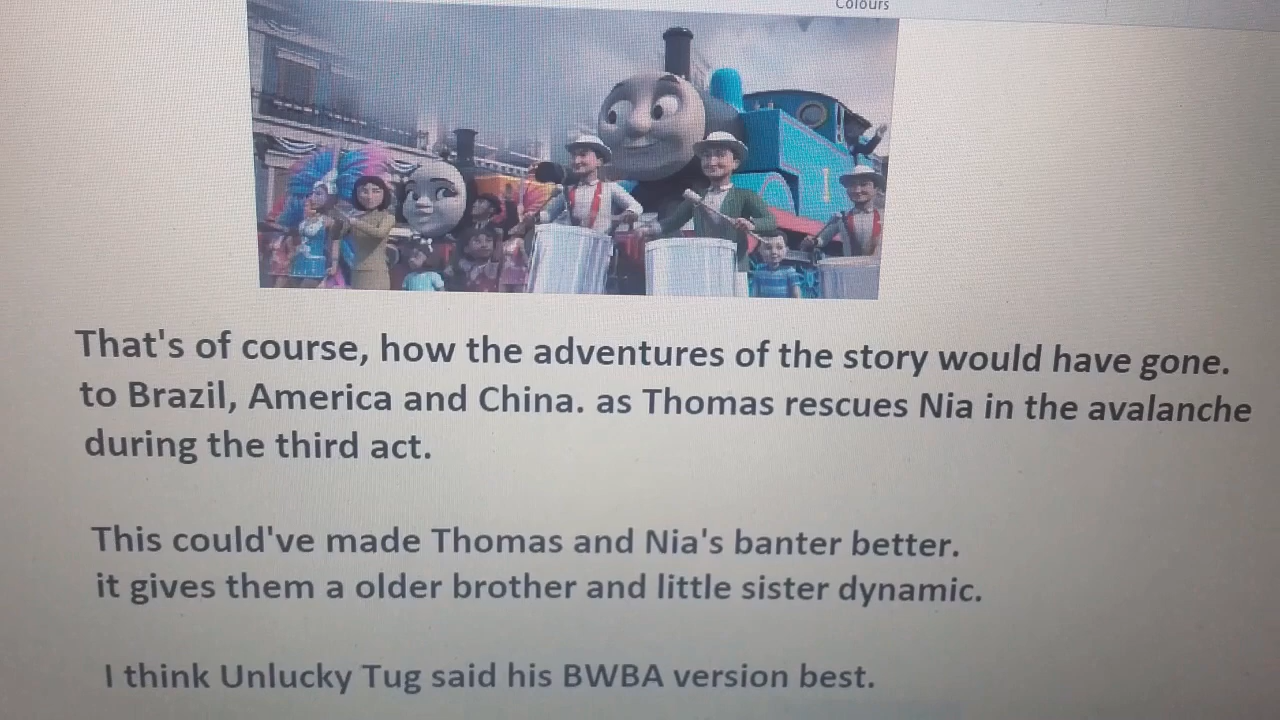 Colours
1
That's of course, how the adventures of the story would have gone.
to Brazil, America and China. as Thomas rescues Nia in the avalanche
during the third act.
This could've made Thomas and Nia's banter better.
it gives them a older brother and little sister dynamic.
I think Unlucky Tug said his BWBA version best.